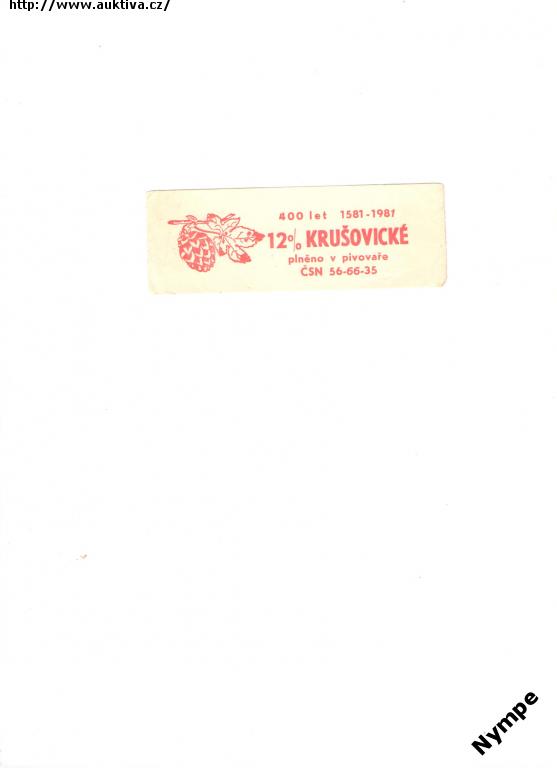 http://www.auktiva.cz/
400 let 1581-1981
12% KRUŠOVICKÉ
plněno v pivovaře
ČSN 56-66-35
Nympe